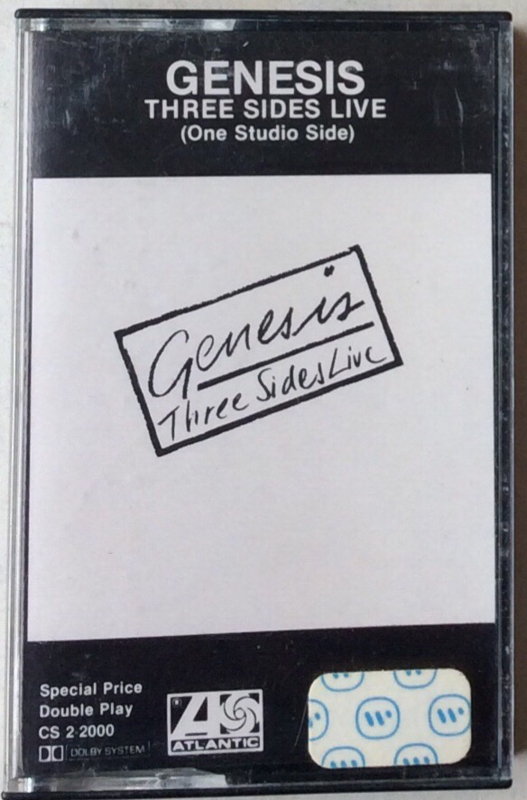 GENESIS
THREE SIDES LIVE
(One Studio Side)
Genesis
Three Sides Live
Special Price
Double Play
CS 2-2000
DOLBY SYSTEM
ATLANTIC